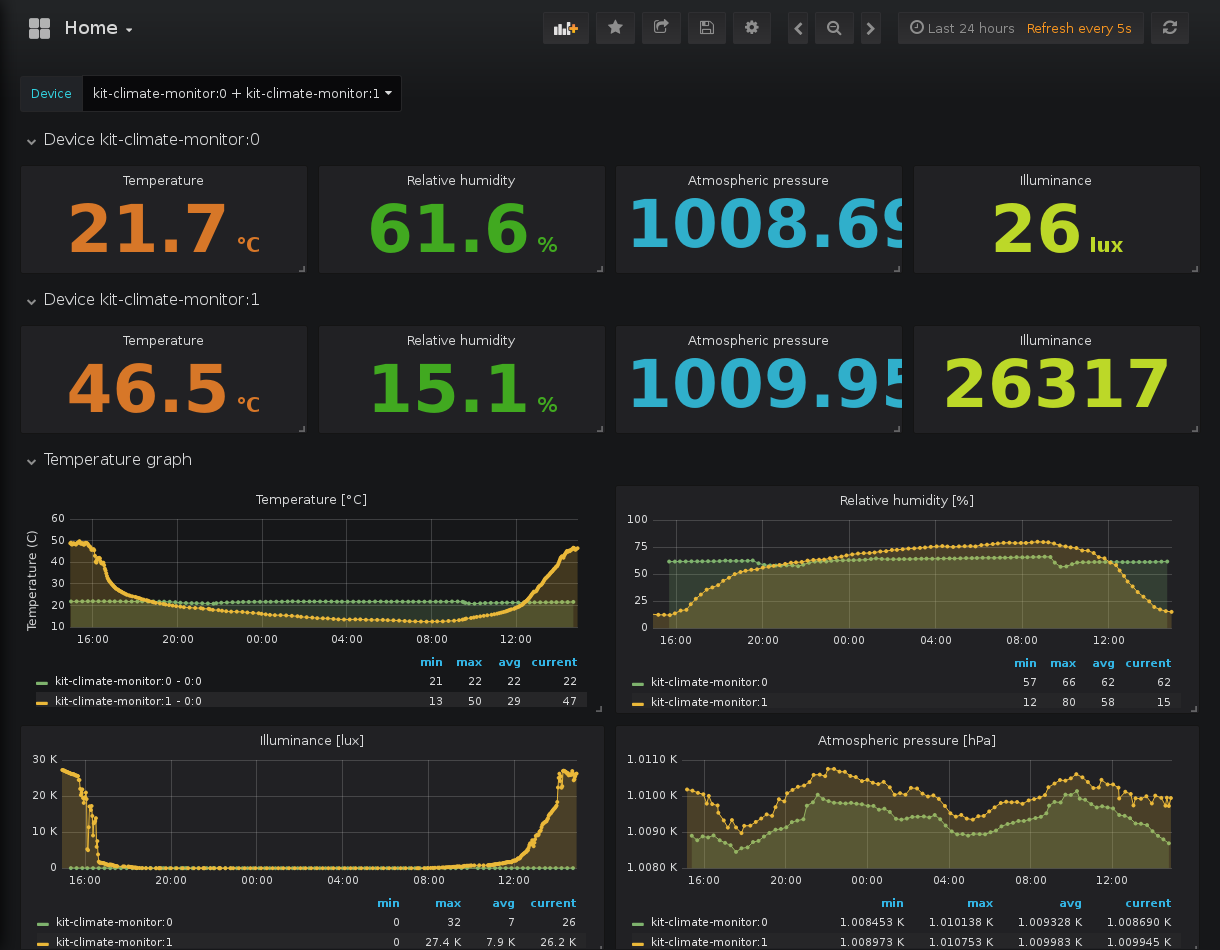 Home
Last 24 hours Refresh every 5s
Device kit-climate-monitor:0 + kit-climate-monitor:1
Device kit-climate-monitor:0
Temperature Relative humidity Atmospheric pressure Illuminance
21.7 °C 61.6 % 1008.69 26 lux
Device kit-climate-monitor:1
Temperature Relative humidity Atmospheric pressure Illuminance
46.5 °C 15.1 % 1009.95 26317
Temperature graph
Temperature [°C]
Temperature (C)
60
50
40
30
20
10
16:00 20:00 00:00 04:00 08:00 12:00
min max avg current
kit-climate-monitor:0 - 0:0 21 22 22 22
kit-climate-monitor:1 - 0:0 13 50 29 47
Relative humidity [%]
100
75
50
25
0
16:00 20:00 00:00 04:00 08:00 12:00
min max avg current
kit-climate-monitor:0 57 66 62 62
kit-climate-monitor:1 12 80 58 15
Illuminance [lux]
30 K
20 K
10 K
0
16:00 20:00 00:00 04:00 08:00 12:00
min max avg current
kit-climate-monitor:0 0 32 7 26
kit-climate-monitor:1 0 27.4 K 7.9 K 26.2 K
Atmospheric pressure [hPa]
1.0110 K
1.0100 K
1.0090 K
1.0080 K
16:00 20:00 00:00 04:00 08:00 12:00
min max avg current
kit-climate-monitor:0 1.008453 K 1.010138 K 1.009328 K 1.008690 K
kit-climate-monitor:1 1.008973 K 1.010753 K 1.009983 K 1.009945 K